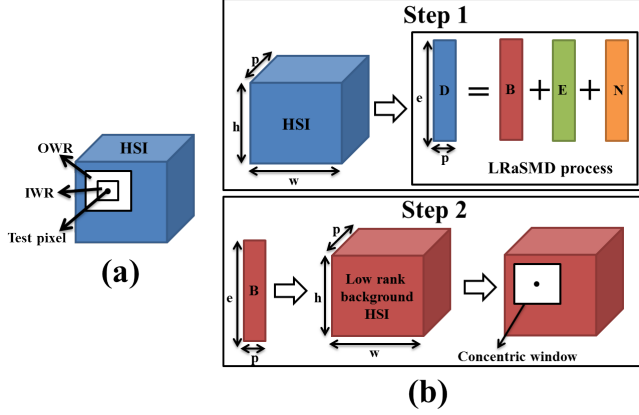 HSI
OWR
IWR
Test pixel
(a)
Step 1
p
h
HSI
w
e
D = B + E + N
p
LRaSMD process
Step 2
p
e
B
p
h
Low rank
background
HSI
w
Concentric window
(b)